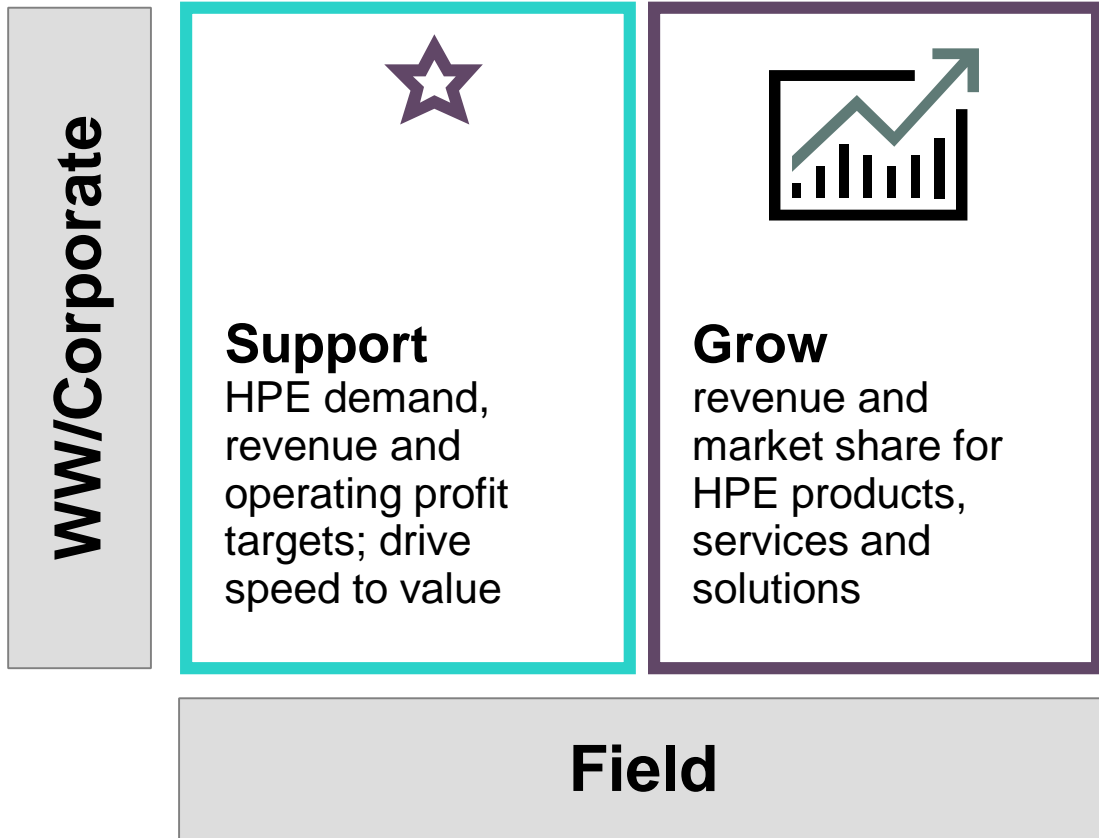 WW/Corporate
Support
HPE demand,
revenue and
operating profit
targets; drive
speed to value
Grow
revenue and
market share for
HPE products,
services and
solutions
Field